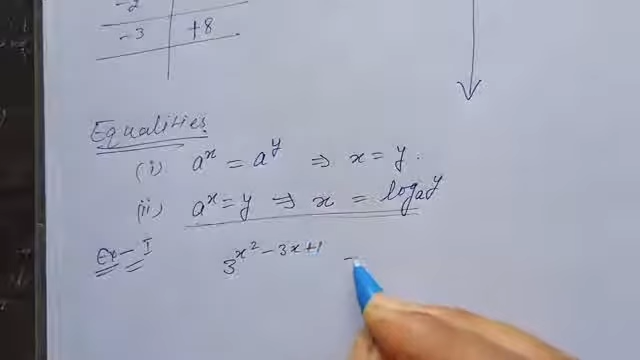 -2
-3 +8
Equalities
(i) a^x = a^y ⇒ x = y.
(ii) a^x = y ⇒ x = log_a y
Ex - I 3^(x² - 3x + 1)